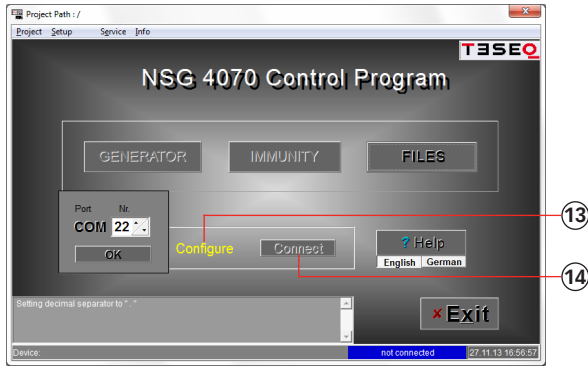 Project Path : /
Project Setup Service Info
TESEQ
NSG 4070 Control Program
GENERATOR IMMUNITY FILES
Port Nr.
COM 22
OK
Configure
Connect
? Help
English German
13
14
Setting decimal separator to " . "
Exit
Device:
not connected
27.11.13 16:56:57